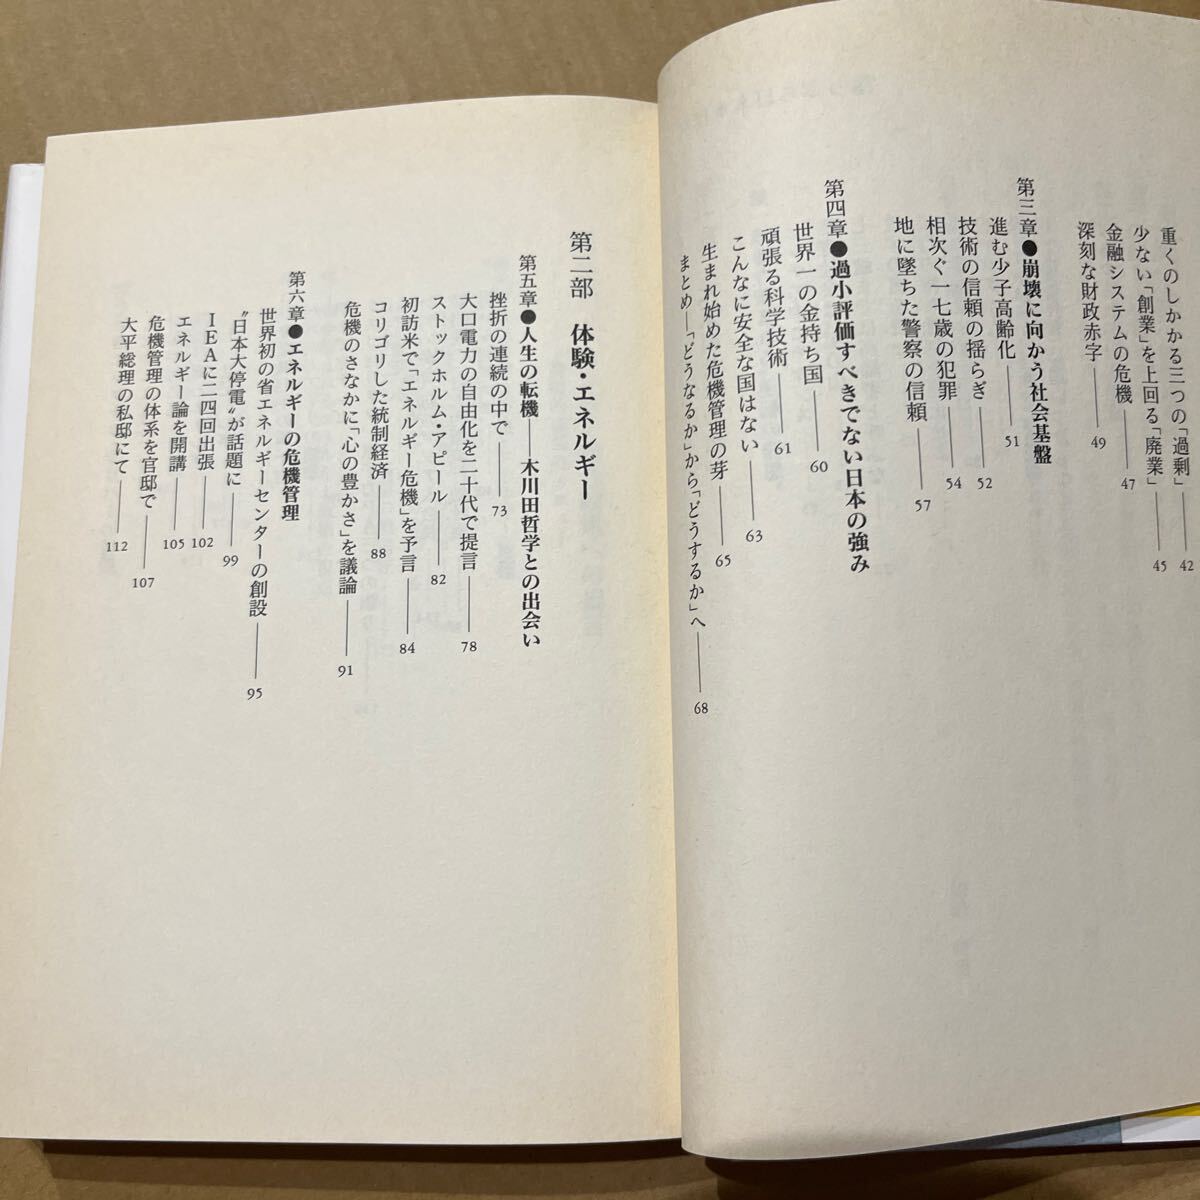 重くのしかかる三つの「過剰」——42
少ない「創業」を上回る「廃業」——45
金融システムの危機——47
深刻な財政赤字——49
第三章●崩壊に向かう社会基盤
進む少子高齢化——51
技術の信頼の揺らぎ——52
相次ぐ一七歳の犯罪——54
地に墜ちた警察の信頼——57
第四章●過小評価すべきでない日本の強み
世界一の金持ち国——60
頑張る科学技術——61
こんなに安全な国はない——63
生まれ始めた危機管理の芽——65
まとめ—「どうなるか」から「どうするか」へ——68
第二部 体験・エネルギー
第五章●人生の転機——木川田哲学との出会い
挫折の連続の中で——73
大口電力の自由化を二十代で提言——78
ストックホルム・アピール——82
初訪米で「エネルギー危機」を予言——84
コリゴリした統制経済——88
危機のさなかに「心の豊かさ」を議論——91
第六章●エネルギーの危機管理
世界初の省エネルギーセンターの創設——95
〝日本大停電〟が話題に——99
IEAに二四回出張——102
エネルギー論を開講——105
危機管理の体系を官邸で——107
大平総理の私邸にて——112